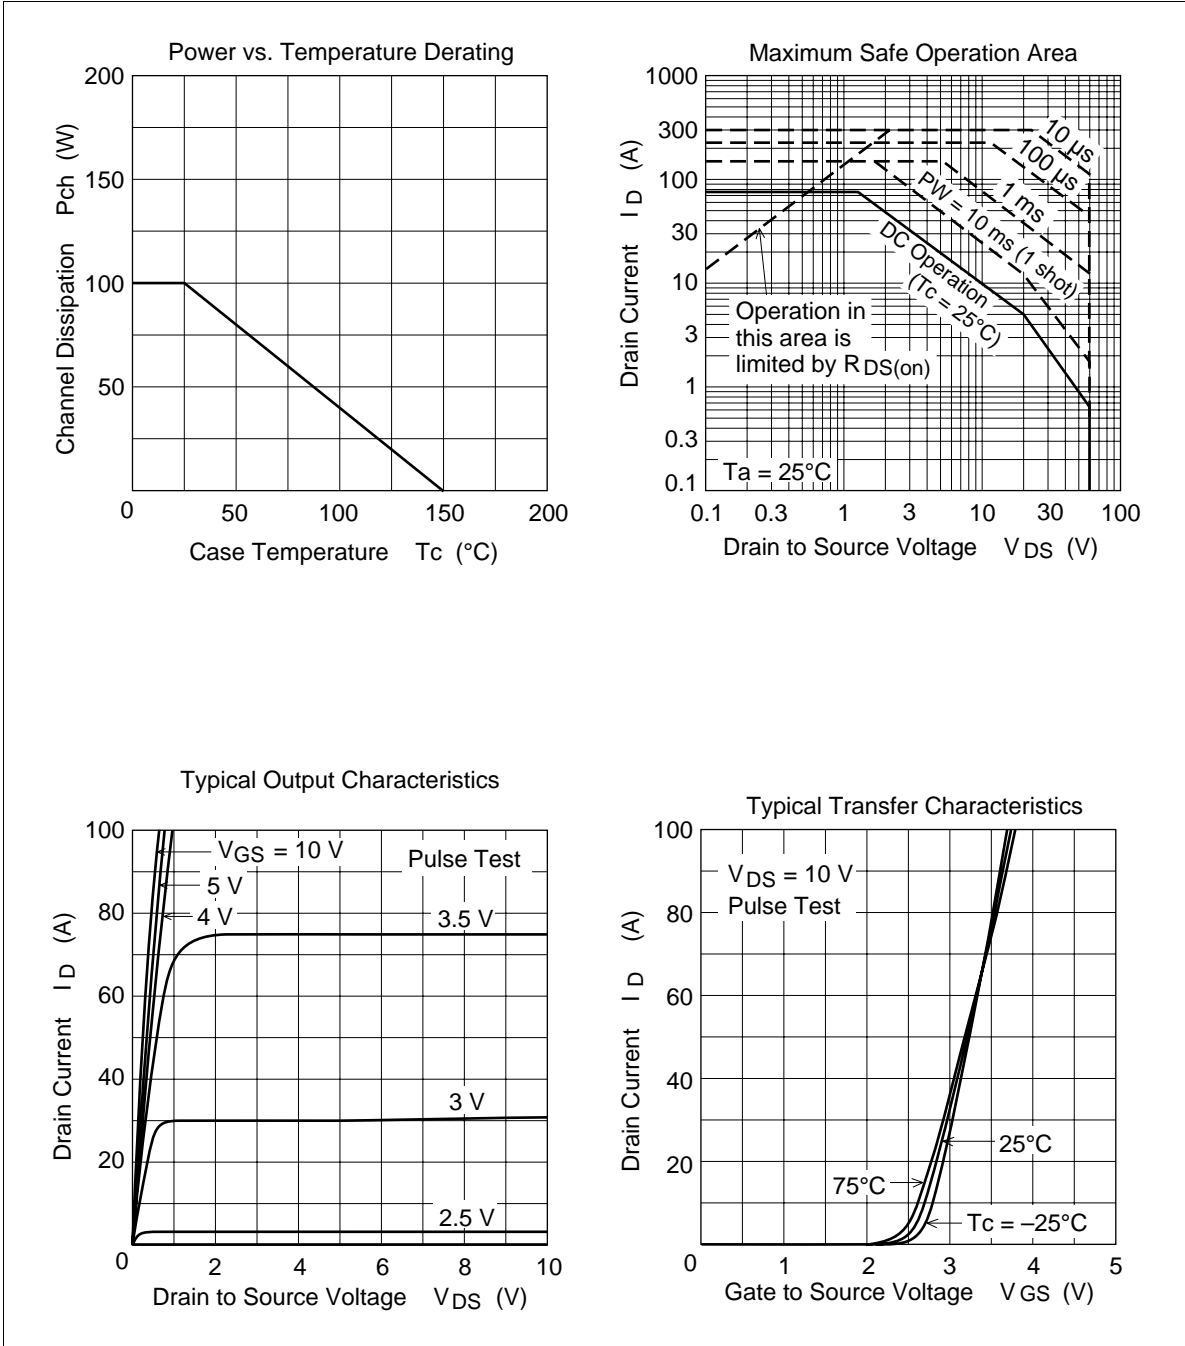 Power vs. Temperature Derating
200
150
100
50
0
50
100
150
200
Channel Dissipation Pch (W)
Case Temperature Tc (°C)
Maximum Safe Operation Area
1000
300
100
30
10
3
1
0.3
0.1
0.1
0.3
1
3
10
30
100
Drain Current I D (A)
Drain to Source Voltage V DS (V)
10 µs
100 µs
1 ms
PW = 10 ms (1 shot)
DC Operation
(Tc = 25°C)
Operation in
this area is
limited by R DS(on)
Ta = 25°C
Typical Output Characteristics
100
80
60
40
20
0
2
4
6
8
10
Drain Current I D (A)
Drain to Source Voltage V DS (V)
V GS = 10 V
Pulse Test
5 V
4 V
3.5 V
3 V
2.5 V
Typical Transfer Characteristics
100
80
60
40
20
0
1
2
3
4
5
Drain Current I D (A)
Gate to Source Voltage V GS (V)
V DS = 10 V
Pulse Test
25°C
75°C
Tc = –25°C